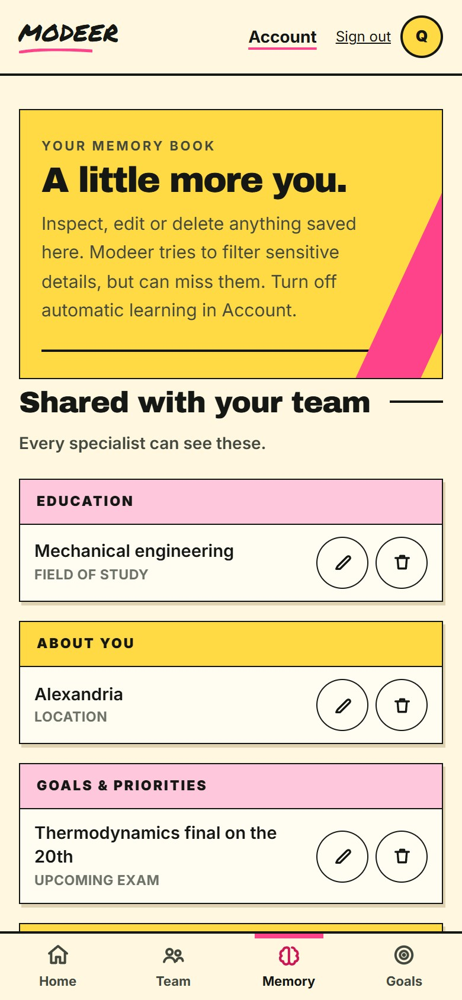 MODEER
Account
Sign out
Q
YOUR MEMORY BOOK
A little more you.
Inspect, edit or delete anything saved
here. Modeer tries to filter sensitive
details, but can miss them. Turn off
automatic learning in Account.
Shared with your team
Every specialist can see these.
EDUCATION
Mechanical engineering
FIELD OF STUDY
ABOUT YOU
Alexandria
LOCATION
GOALS & PRIORITIES
Thermodynamics final on the
20th
UPCOMING EXAM
Home
Team
Memory
Goals